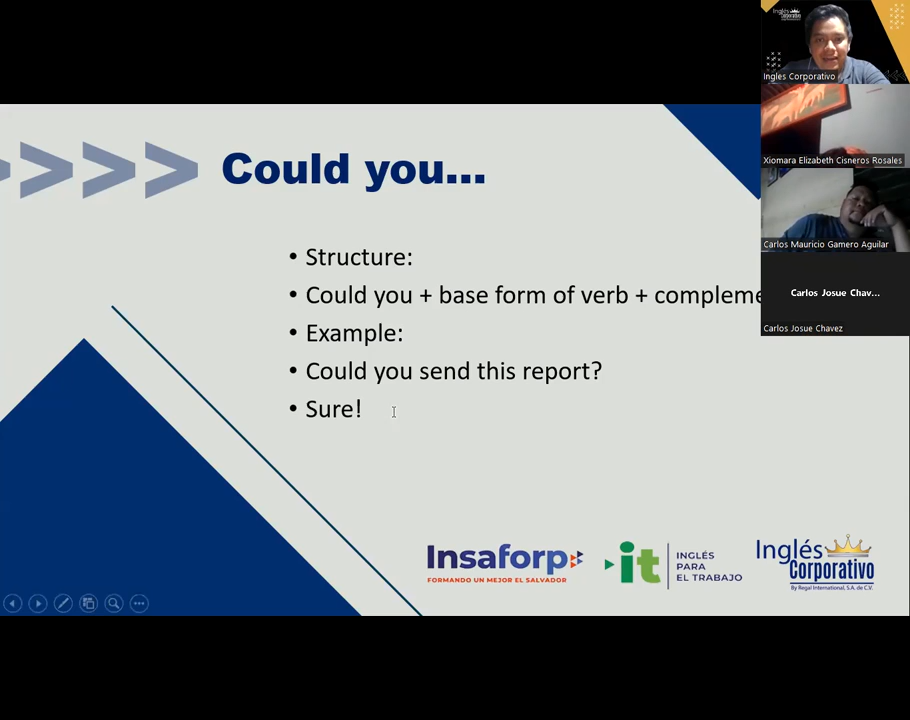 Could you...
• Structure:
• Could you + base form of verb + compleme
• Example:
• Could you send this report?
• Sure!
Insaforp
FORMANDO UN MEJOR EL SALVADOR
it
INGLÉS
PARA
EL TRABAJO
Inglés
Corporativo
By Regal International, S.A. de C.V.
Ingles Corporativo
Xiomara Elizabeth Cisneros Rosales
Carlos Mauricio Gamero Aguilar
Carlos Josue Chav...
Carlos Josue Chavez